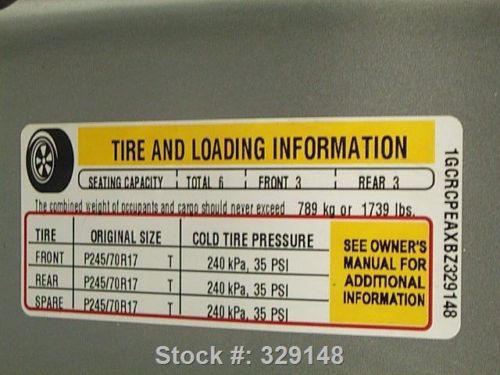 TIRE AND LOADING INFORMATION
SEATING CAPACITY TOTAL 6 FRONT 3 REAR 3
The combined weight of occupants and cargo should never exceed 789 kg or 1739 lbs.
TIRE ORIGINAL SIZE COLD TIRE PRESSURE
FRONT P245/70R17 T 240 kPa, 35 PSI
REAR P245/70R17 T 240 kPa, 35 PSI
SPARE P245/70R17 T 240 kPa, 35 PSI
SEE OWNER'S
MANUAL FOR
ADDITIONAL
INFORMATION
1GCRCPEAXBZ329148
Stock #: 329148